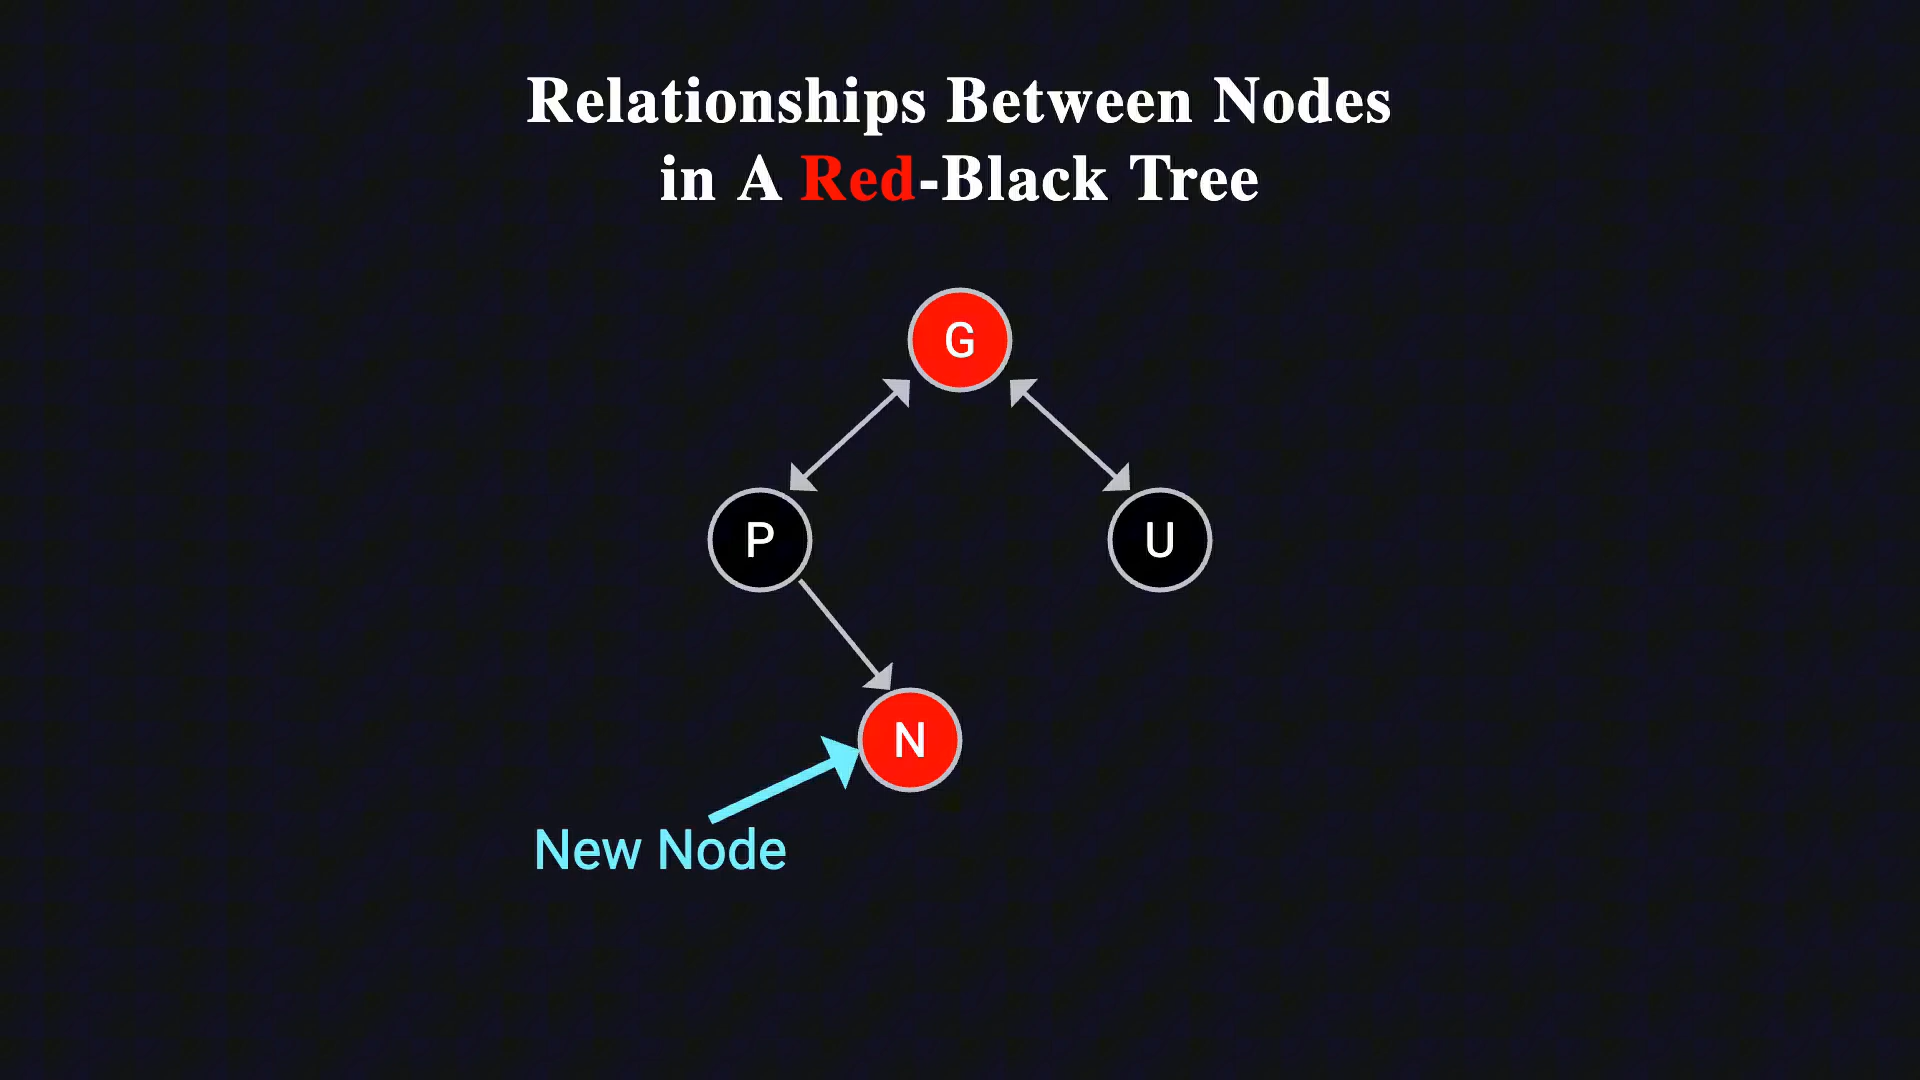 Relationships Between Nodes
in A Red-Black Tree
G
P
U
N
New Node